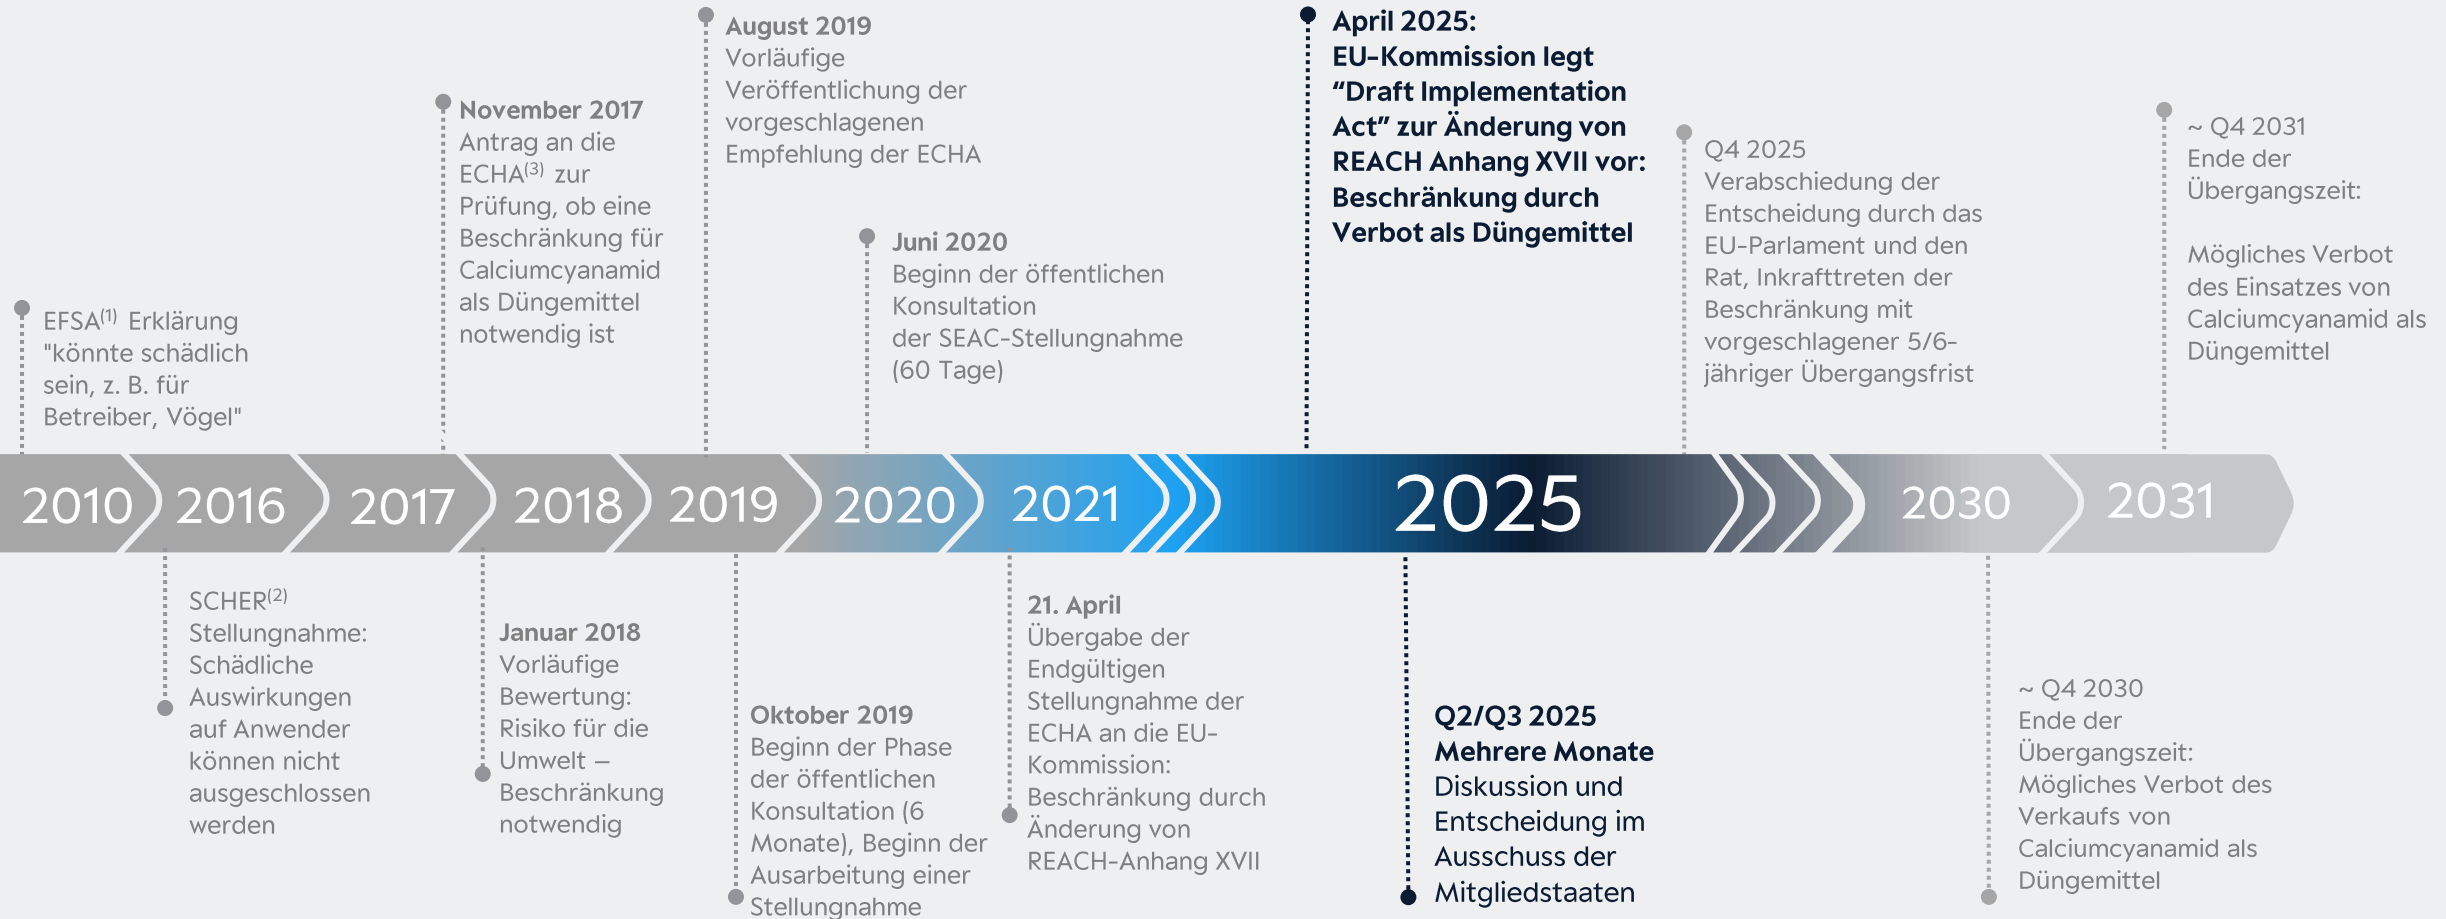 EFSA(1) Erklärung
"könnte schädlich
sein, z. B. für
Betreiber, Vögel"
November 2017
Antrag an die
ECHA(3) zur
Prüfung, ob eine
Beschränkung für
Calciumcyanamid
als Düngemittel
notwendig ist
August 2019
Vorläufige
Veröffentlichung der
vorgeschlagenen
Empfehlung der ECHA
Juni 2020
Beginn der öffentlichen
Konsultation
der SEAC-Stellungnahme
(60 Tage)
April 2025:
EU-Kommission legt
“Draft Implementation
Act” zur Änderung von
REACH Anhang XVII vor:
Beschränkung durch
Verbot als Düngemittel
Q4 2025
Verabschiedung der
Entscheidung durch das
EU-Parlament und den
Rat, Inkrafttreten der
Beschränkung mit
vorgeschlagener 5/6-
jähriger Übergangsfrist
~ Q4 2031
Ende der
Übergangszeit:
Mögliches Verbot
des Einsatzes von
Calciumcyanamid als
Düngemittel
2010 2016 2017 2018 2019 2020 2021 2025 2030 2031
SCHER(2)
Stellungnahme:
Schädliche
Auswirkungen
auf Anwender
können nicht
ausgeschlossen
werden
Januar 2018
Vorläufige
Bewertung:
Risiko für die
Umwelt –
Beschränkung
notwendig
Oktober 2019
Beginn der Phase
der öffentlichen
Konsultation (6
Monate), Beginn der
Ausarbeitung einer
Stellungnahme
21. April
Übergabe der
Endgültigen
Stellungnahme der
ECHA an die EU-
Kommission:
Beschränkung durch
Änderung von
REACH-Anhang XVII
Q2/Q3 2025
Mehrere Monate
Diskussion und
Entscheidung im
Ausschuss der
Mitgliedstaaten
~ Q4 2030
Ende der
Übergangszeit:
Mögliches Verbot des
Verkaufs von
Calciumcyanamid als
Düngemittel